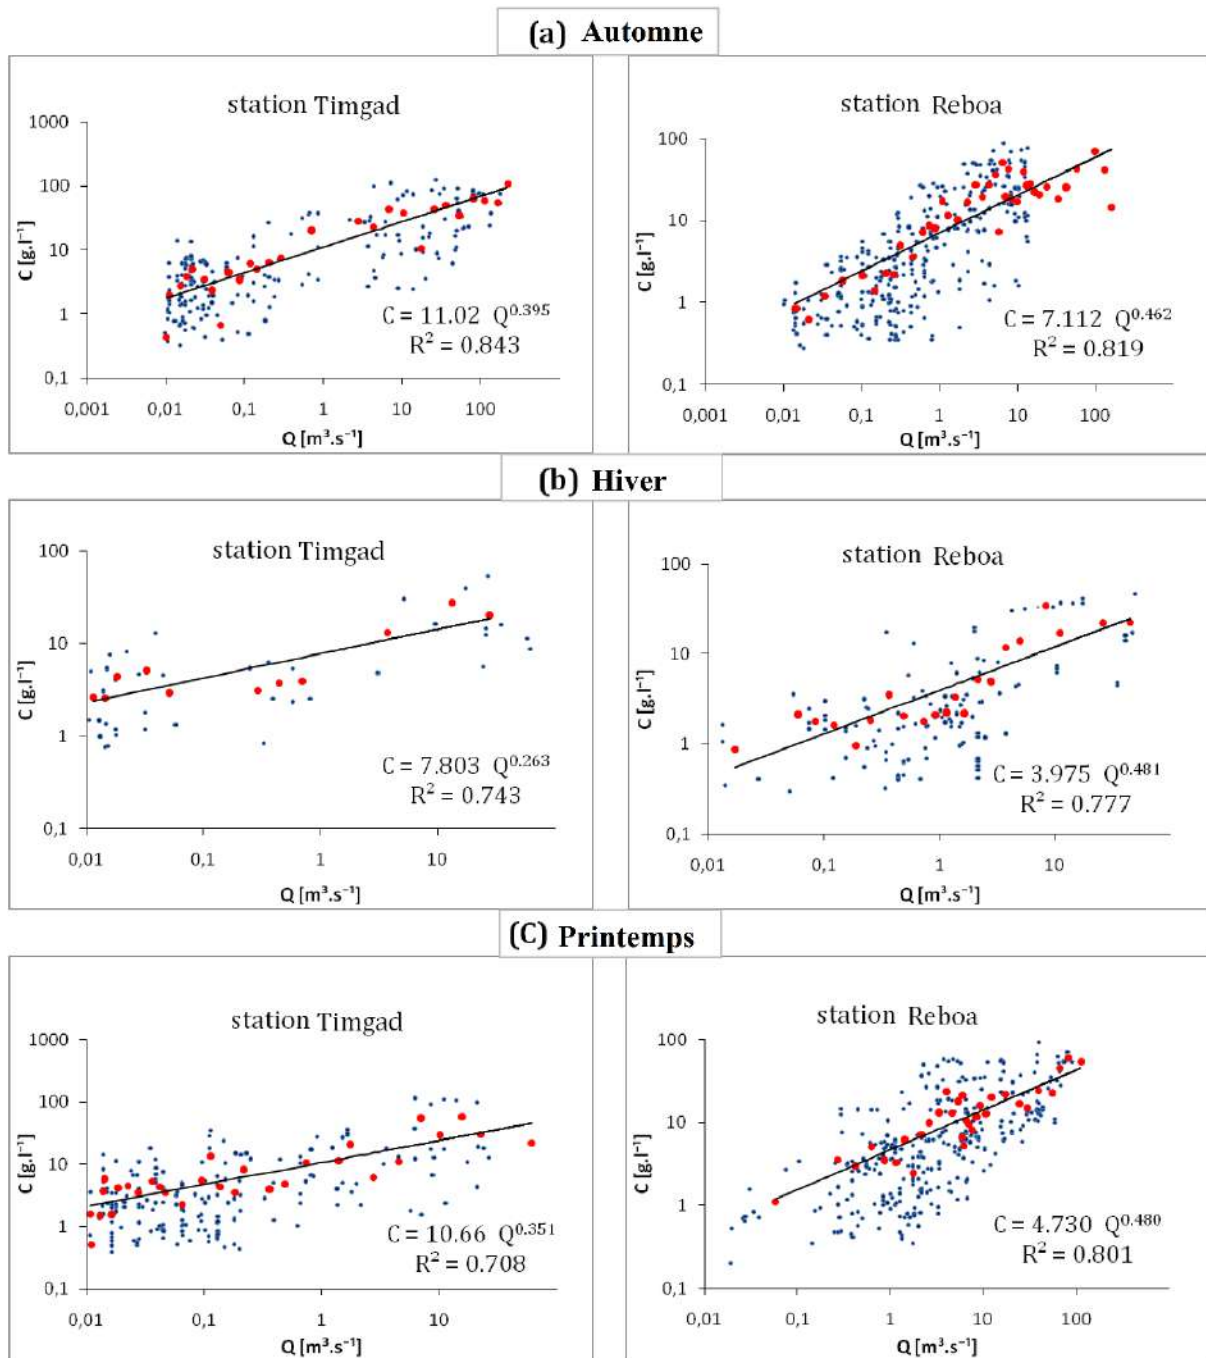 (a) Automne
station Timgad
1000
100
10
1
0,1
C [g.l⁻¹]
0,001 0,01 0,1 1 10 100
Q [m³.s⁻¹]
C = 11.02 Q^0.395
R² = 0.843
station Reboa
100
10
1
0,1
C [g.l⁻¹]
0,001 0,01 0,1 1 10 100
Q [m³.s⁻¹]
C = 7.112 Q^0.462
R² = 0.819
(b) Hiver
station Timgad
100
10
1
0,1
C [g.l⁻¹]
0,01 0,1 1 10
Q [m³.s⁻¹]
C = 7.803 Q^0.263
R² = 0.743
station Reboa
100
10
1
0,1
C [g.l⁻¹]
0,01 0,1 1 10
Q [m³.s⁻¹]
C = 3.975 Q^0.481
R² = 0.777
(C) Printemps
station Timgad
1000
100
10
1
0,1
C [g.l⁻¹]
0,01 0,1 1 10
Q [m³.s⁻¹]
C = 10.66 Q^0.351
R² = 0.708
station Reboa
100
10
1
0,1
C [g.l⁻¹]
0,01 0,1 1 10 100
Q [m³.s⁻¹]
C = 4.730 Q^0.480
R² = 0.801